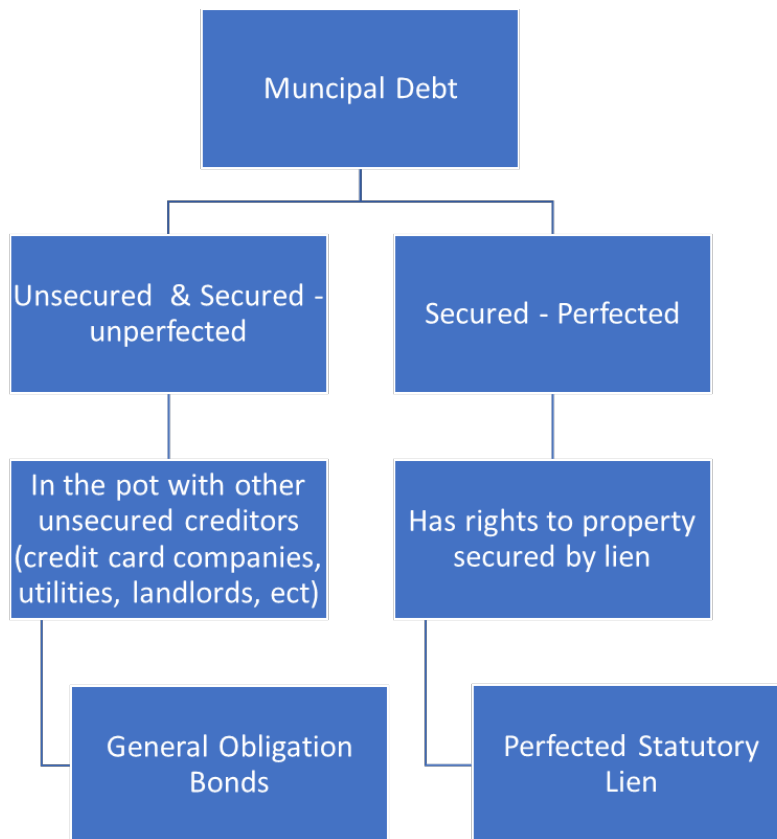 Muncipal Debt
Unsecured & Secured -
unperfected
Secured - Perfected
In the pot with other
unsecured creditors
(credit card companies,
utilities, landlords, ect)
Has rights to property
secured by lien
General Obligation
Bonds
Perfected Statutory
Lien